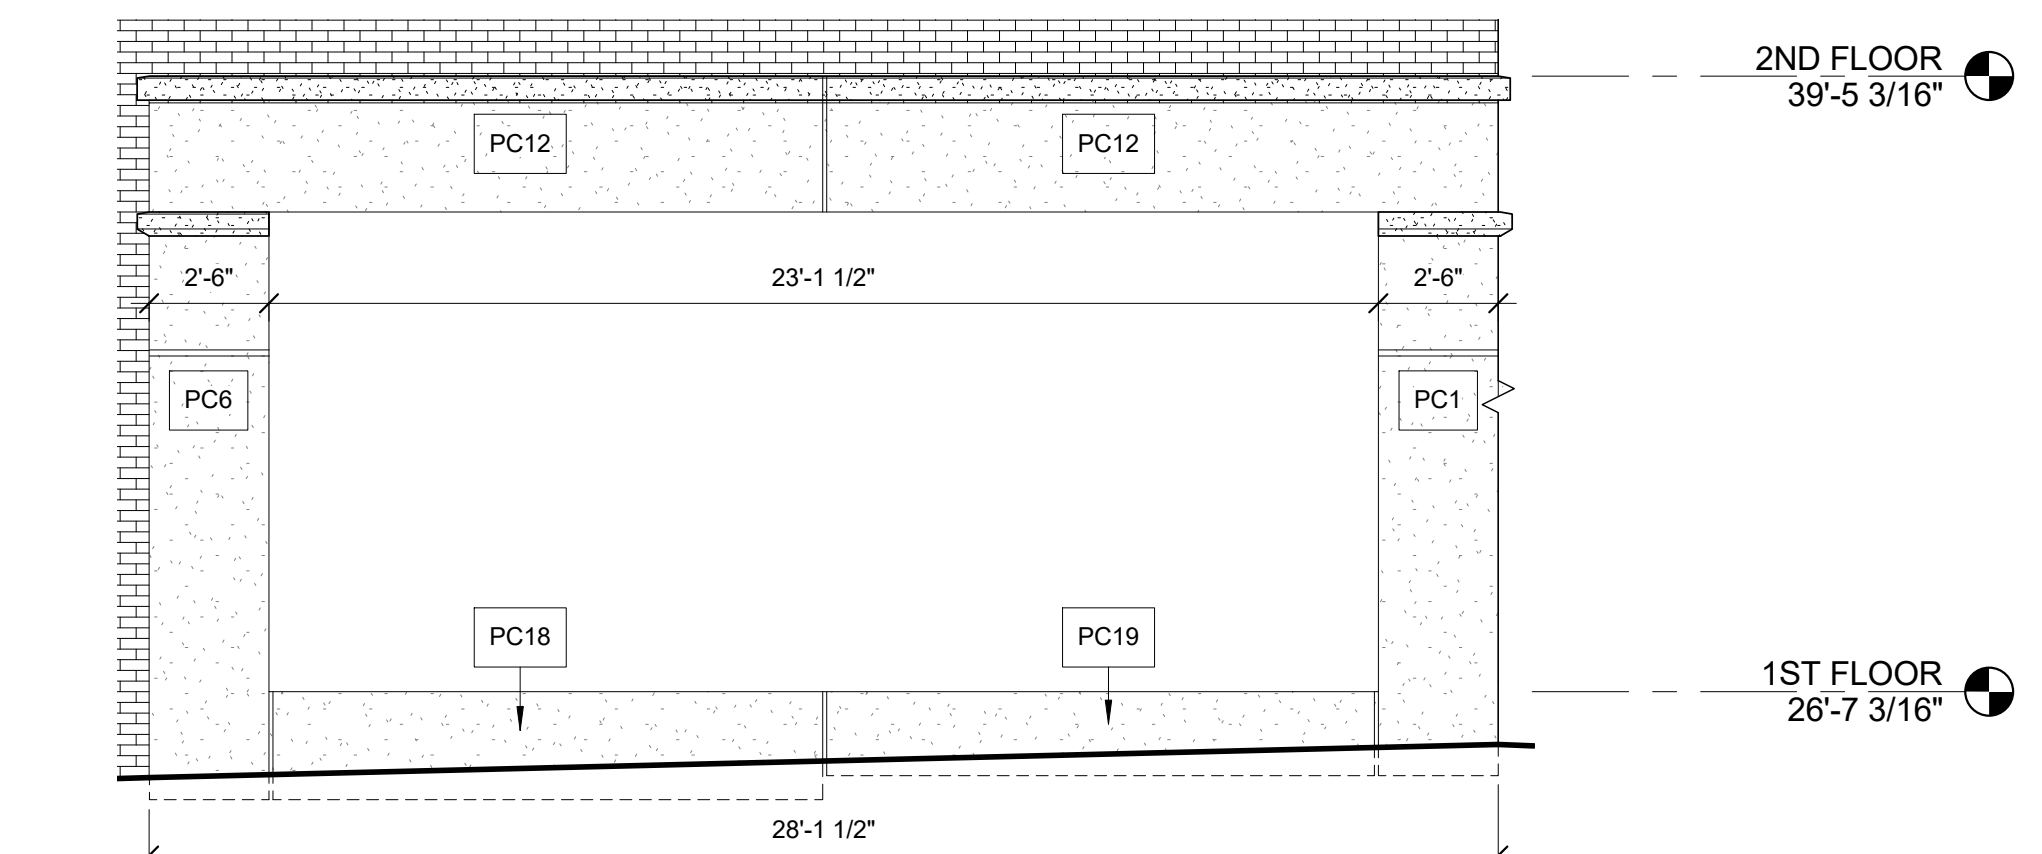 2ND FLOOR
39'-5 3/16"
PC12
PC12
2'-6"
23'-1 1/2"
2'-6"
PC6
PC1
PC18
PC19
1ST FLOOR
26'-7 3/16"
28'-1 1/2"